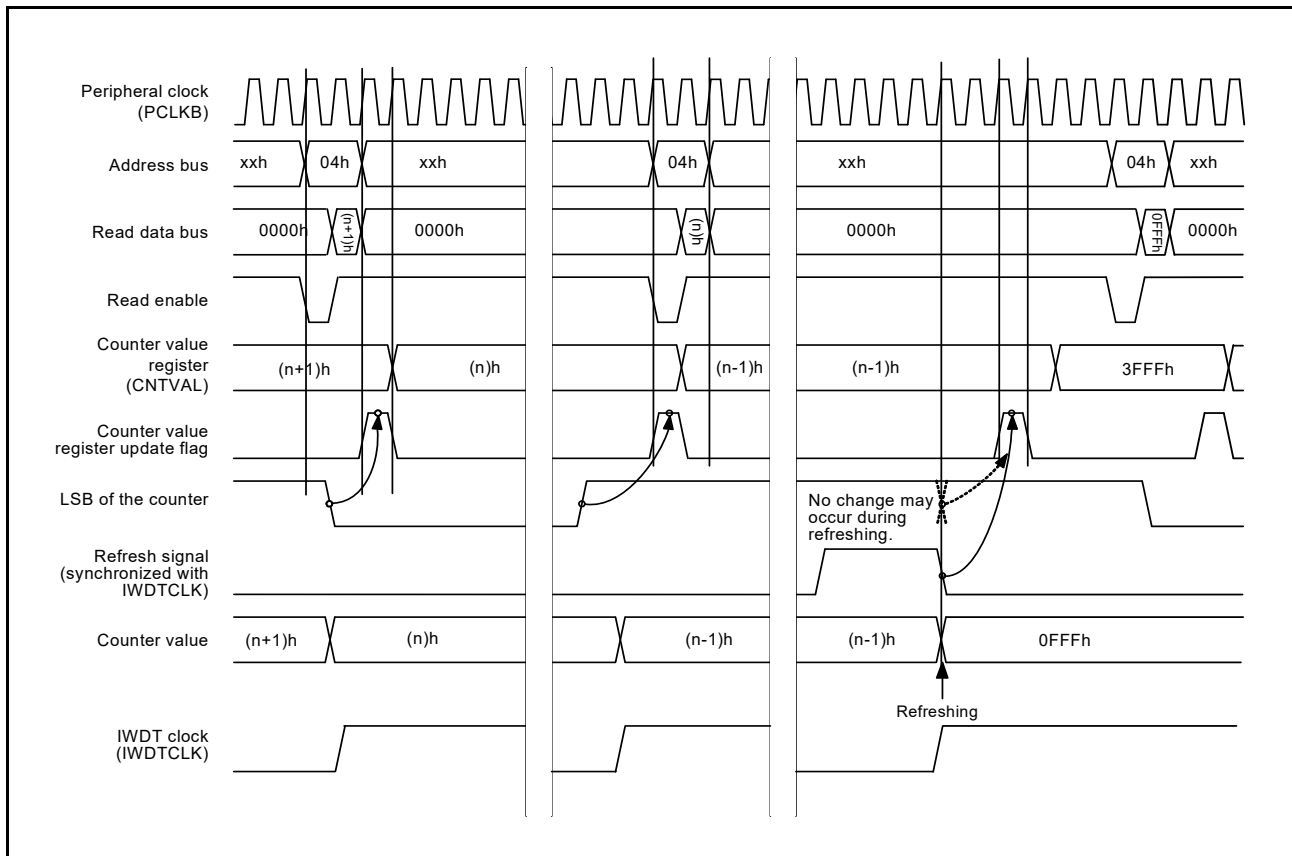 Peripheral clock
(PCLKB)
Address bus
xxh
04h
xxh
04h
xxh
04h
xxh
Read data bus
0000h
(n+1)h
0000h
(n)h
0000h
0FFFh
0000h
Read enable
Counter value
register
(CNTVAL)
(n+1)h
(n)h
(n-1)h
(n-1)h
3FFFh
Counter value
register update flag
LSB of the counter
No change may
occur during
refreshing.
Refresh signal
(synchronized with
IWDTCLK)
Counter value
(n+1)h
(n)h
(n-1)h
(n-1)h
0FFFh
Refreshing
IWDT clock
(IWDTCLK)